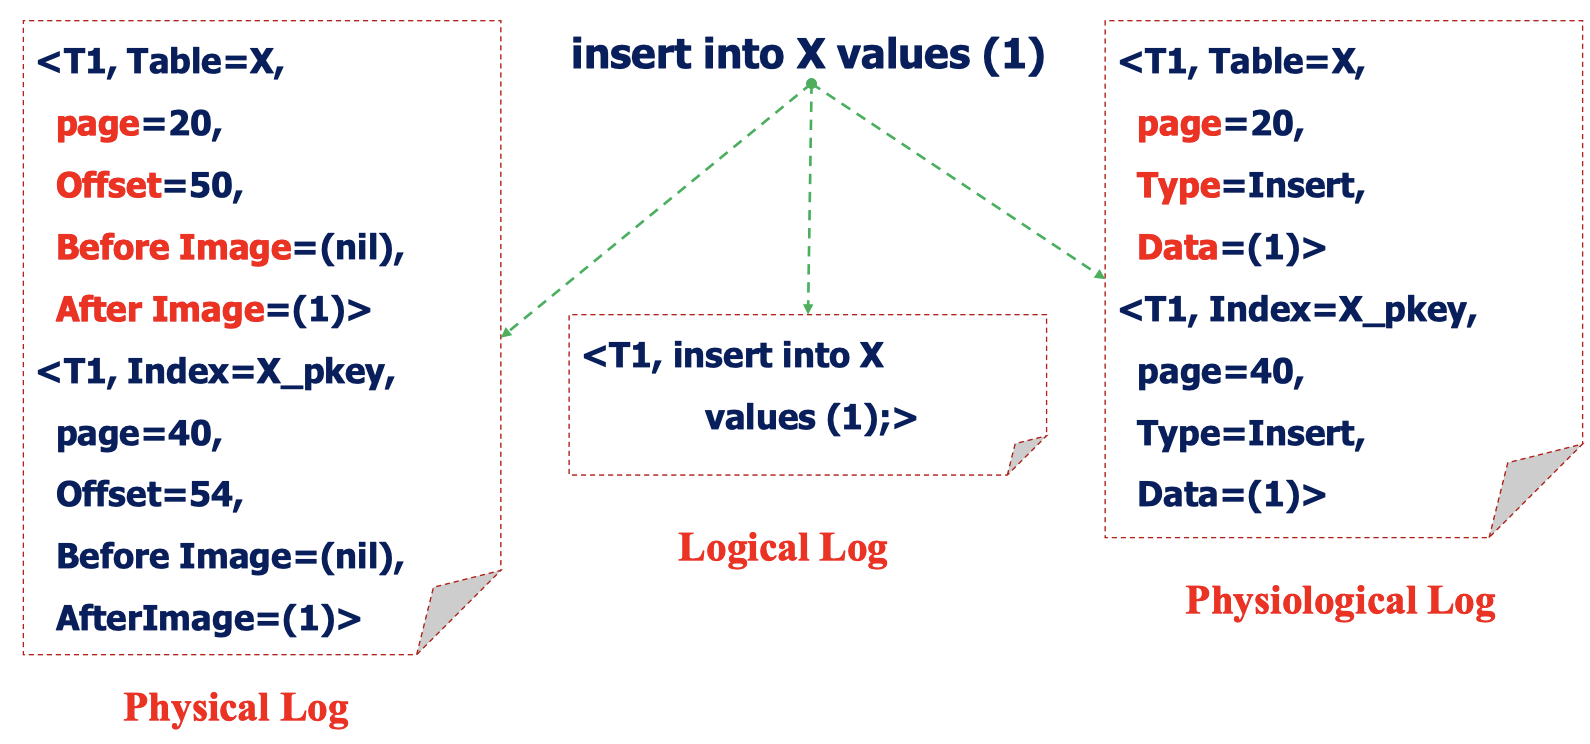 insert into X values (1)
<T1, Table=X,
page=20,
Offset=50,
Before Image=(nil),
After Image=(1)>
<T1, Index=X_pkey,
page=40,
Offset=54,
Before Image=(nil),
AfterImage=(1)>
Physical Log
<T1, insert into X
values (1);>
Logical Log
<T1, Table=X,
page=20,
Type=Insert,
Data=(1)>
<T1, Index=X_pkey,
page=40,
Type=Insert,
Data=(1)>
Physiological Log